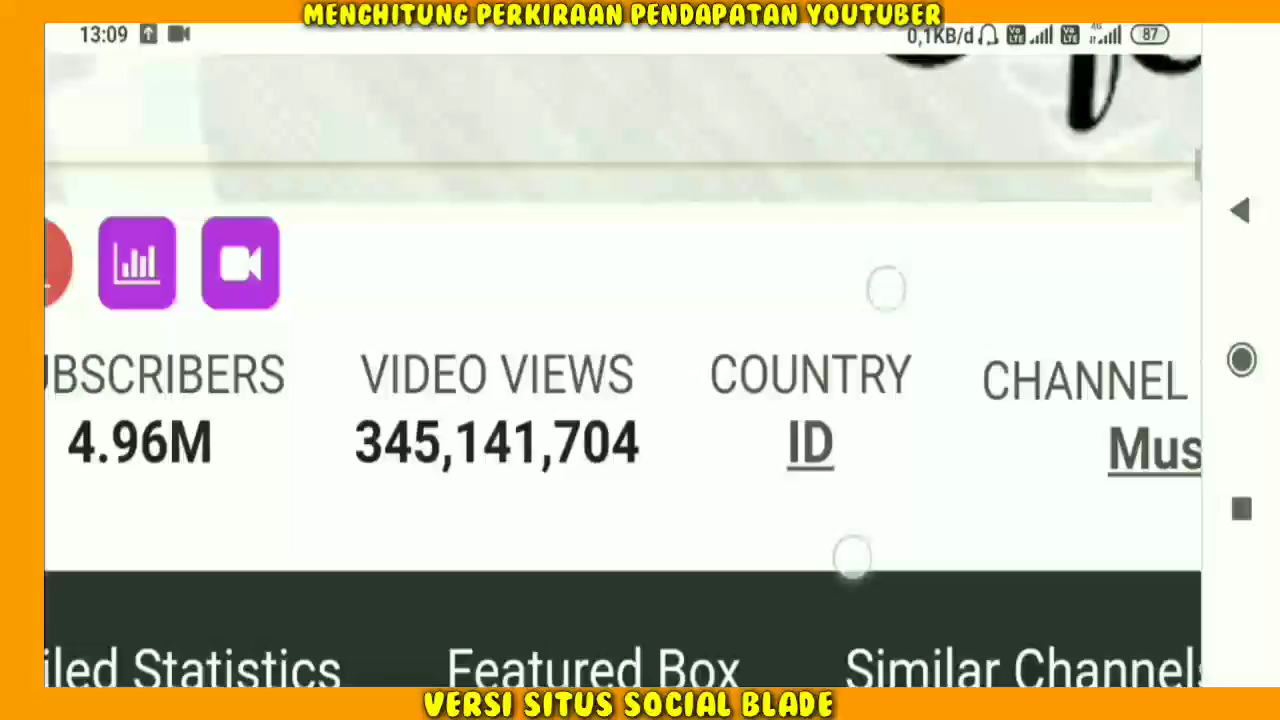 MENGHITUNG PERKIRAAN PENDAPATAN YOUTUBER
13:09 0,1KB/d 4G 87
UBSCRIBERS VIDEO VIEWS COUNTRY CHANNEL
4.96M 345,141,704 ID Mus
iled Statistics Featured Box Similar Channels
VERSI SITUS SOCIAL BLADE